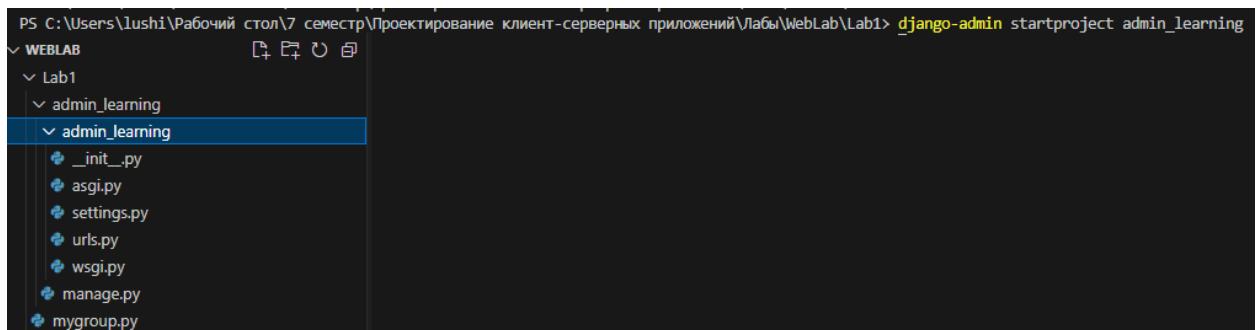 PS C:\Users\lushi\Рабочий стол\7 семестр\Проектирование клиент-серверных приложений\Лабы\WebLab\Lab1> django-admin startproject admin_learning
WEBLAB
Lab1
admin_learning
admin_learning
__init__.py
asgi.py
settings.py
urls.py
wsgi.py
manage.py
mygroup.py